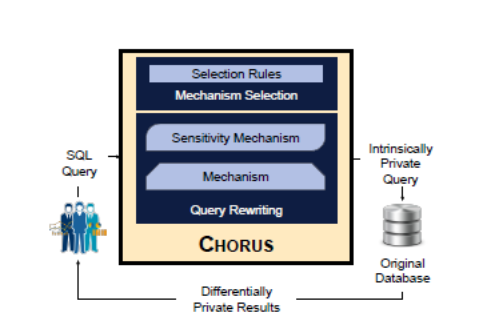 Selection Rules
Mechanism Selection
Sensitivity Mechanism
Mechanism
Query Rewriting
CHORUS
SQL
Query
Intrinsically
Private
Query
Original
Database
Differentially
Private Results